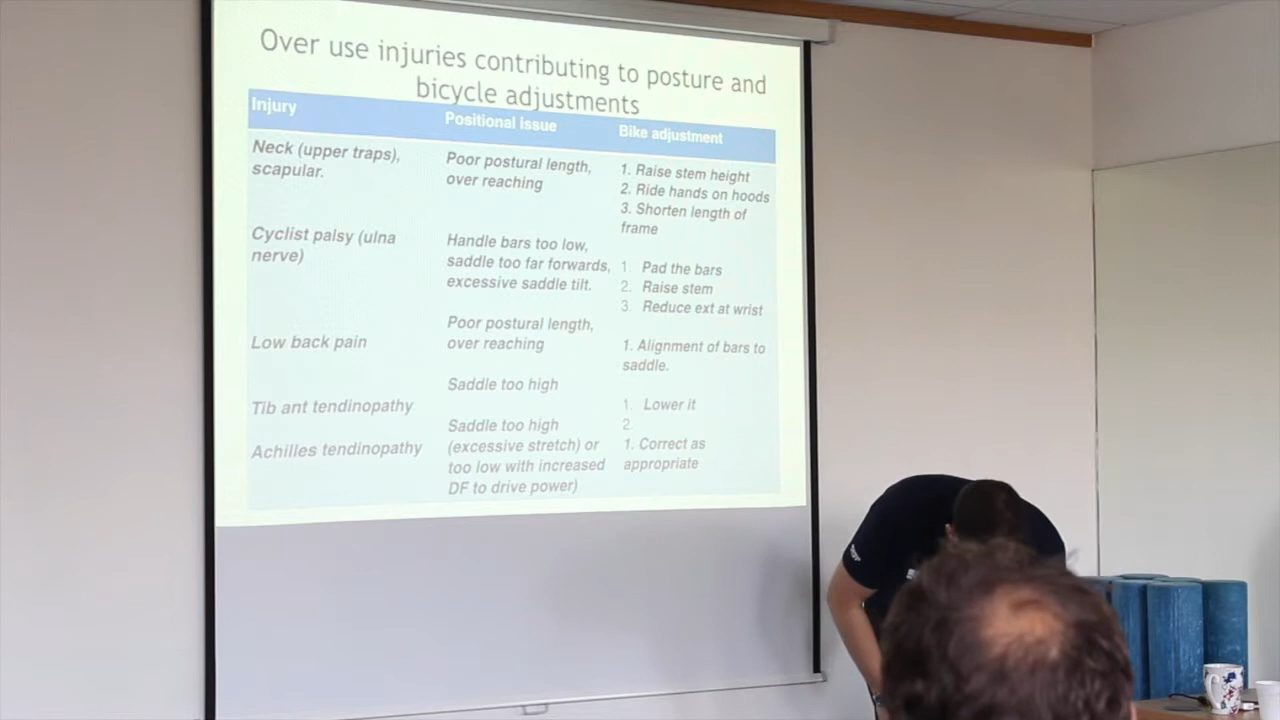 Over use injuries contributing to posture and
bicycle adjustments
Injury
Positional issue
Bike adjustment
Neck (upper traps),
scapular.
Poor postural length,
over reaching
1. Raise stem height
2. Ride hands on hoods
3. Shorten length of
frame
Cyclist palsy (ulna
nerve)
Handle bars too low,
saddle too far forwards,
excessive saddle tilt.
1. Pad the bars
2. Raise stem
3. Reduce ext at wrist
Low back pain
Poor postural length,
over reaching
1. Alignment of bars to
saddle.
Tib ant tendinopathy
Saddle too high
1. Lower it
2.
Achilles tendinopathy
Saddle too high
(excessive stretch) or
too low with increased
DF to drive power)
1. Correct as
appropriate